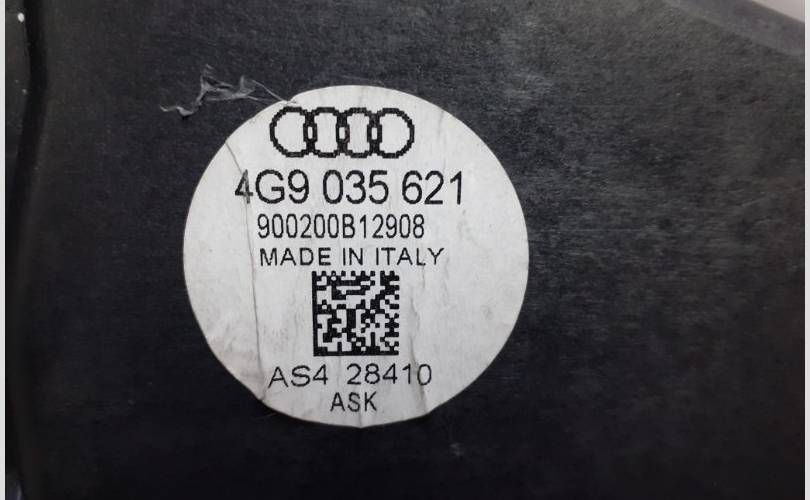 4G9 035 621
900200B12908
MADE IN ITALY
AS4 28410
ASK